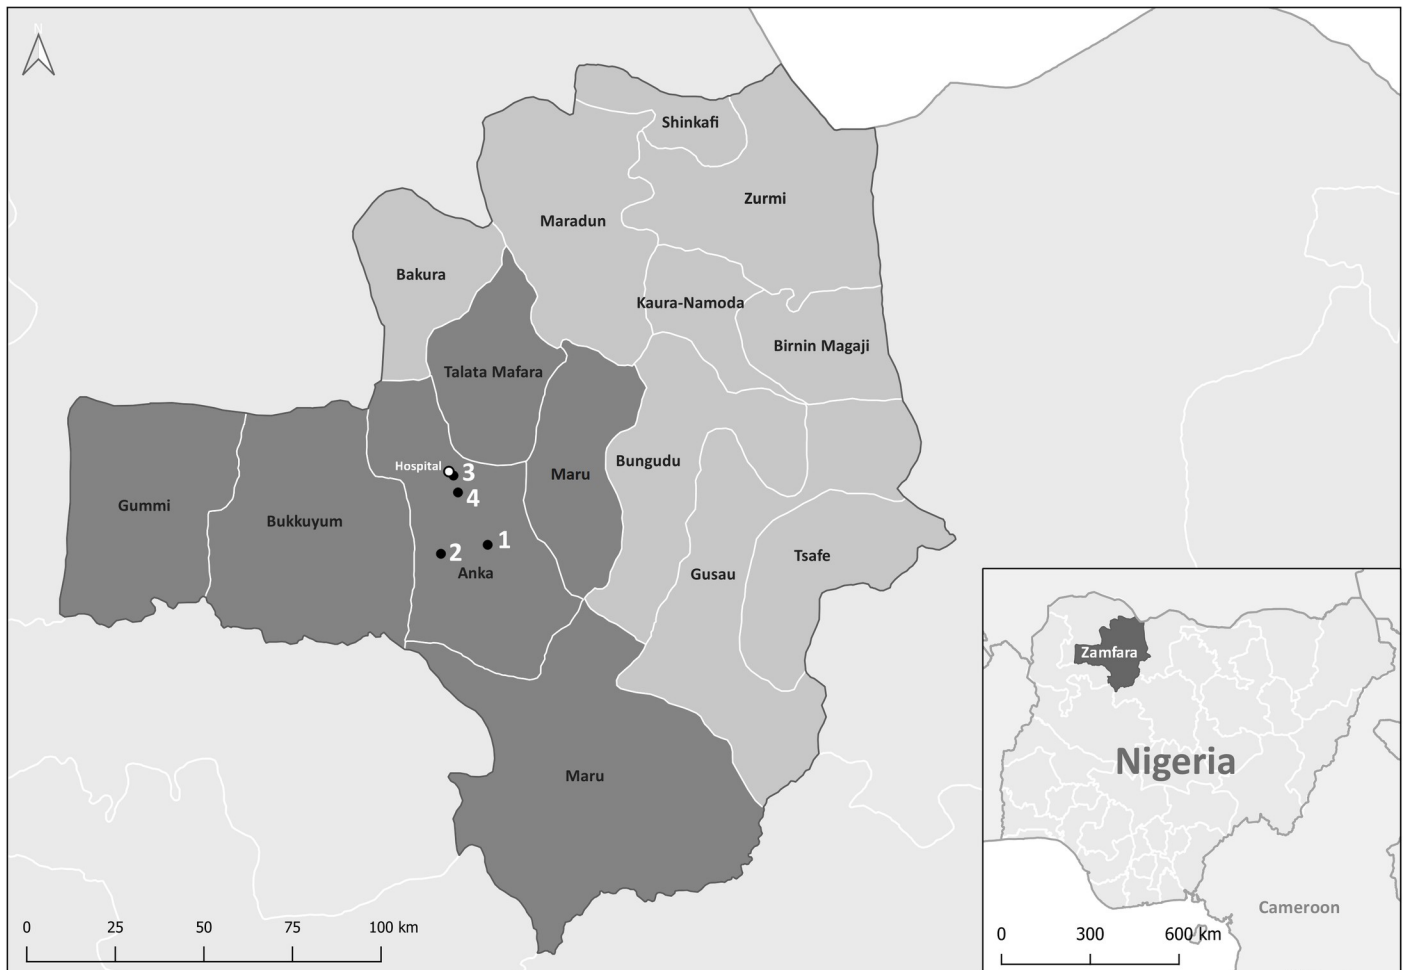 N
Shinkafi
Zurmi
Maradun
Bakura
Kaura-Namoda
Birnin Magaji
Talata Mafara
Hospital
3
Maru
Bungudu
4
Gummi
Bukkuyum
1
2
Tsafe
Anka
Gusau
Maru
0 25 50 75 100 km
Zamfara
Nigeria
Cameroon
0 300 600 km